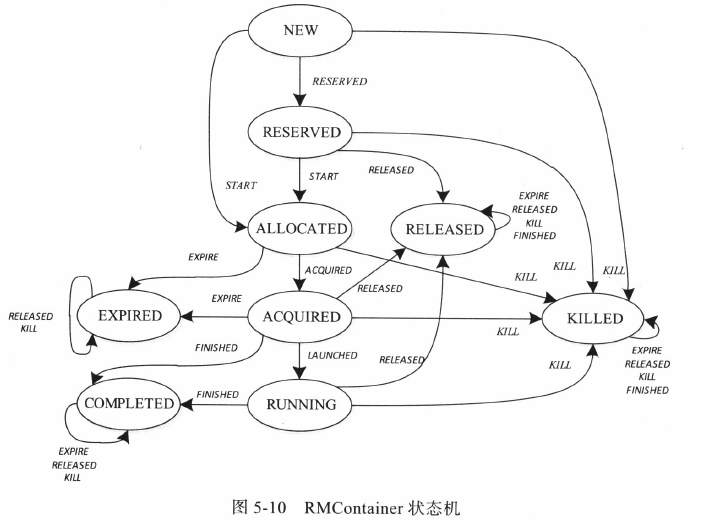 NEW
RESERVED
RESERVED
START
RELEASED
START
EXPIRE
RELEASED
KILL
FINISHED
ALLOCATED
RELEASED
EXPIRE
ACQUIRED
KILL
KILL
KILL
RELEASED
EXPIRE
RELEASED
KILL
EXPIRED
ACQUIRED
KILLED
KILL
FINISHED
LAUNCHED
RELEASED
EXPIRE
RELEASED
KILL
FINISHED
KILL
COMPLETED
FINISHED
RUNNING
EXPIRE
RELEASED
KILL
图 5-10 RMContainer 状态机